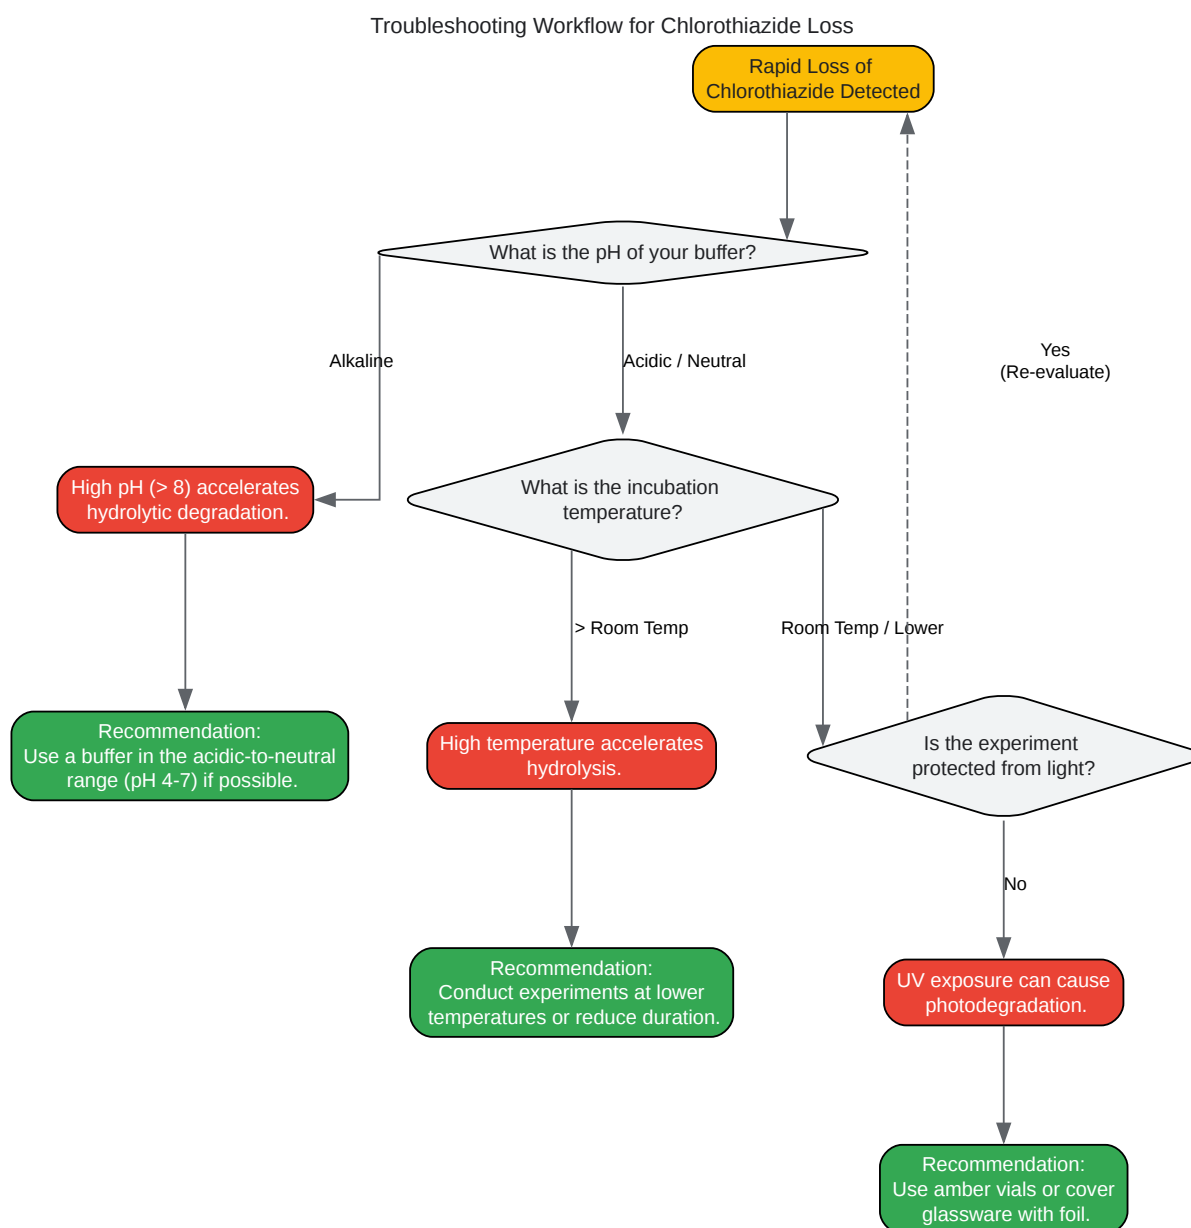 Troubleshooting Workflow for Chlorothiazide Loss
Rapid Loss of
Chlorothiazide Detected
What is the pH of your buffer?
Alkaline
Acidic / Neutral
Yes
(Re-evaluate)
High pH (> 8) accelerates
hydrolytic degradation.
What is the incubation
temperature?
> Room Temp
Room Temp / Lower
Recommendation:
Use a buffer in the acidic-to-neutral
range (pH 4-7) if possible.
High temperature accelerates
hydrolysis.
Is the experiment
protected from light?
No
Recommendation:
Conduct experiments at lower
temperatures or reduce duration.
UV exposure can cause
photodegradation.
Recommendation:
Use amber vials or cover
glassware with foil.